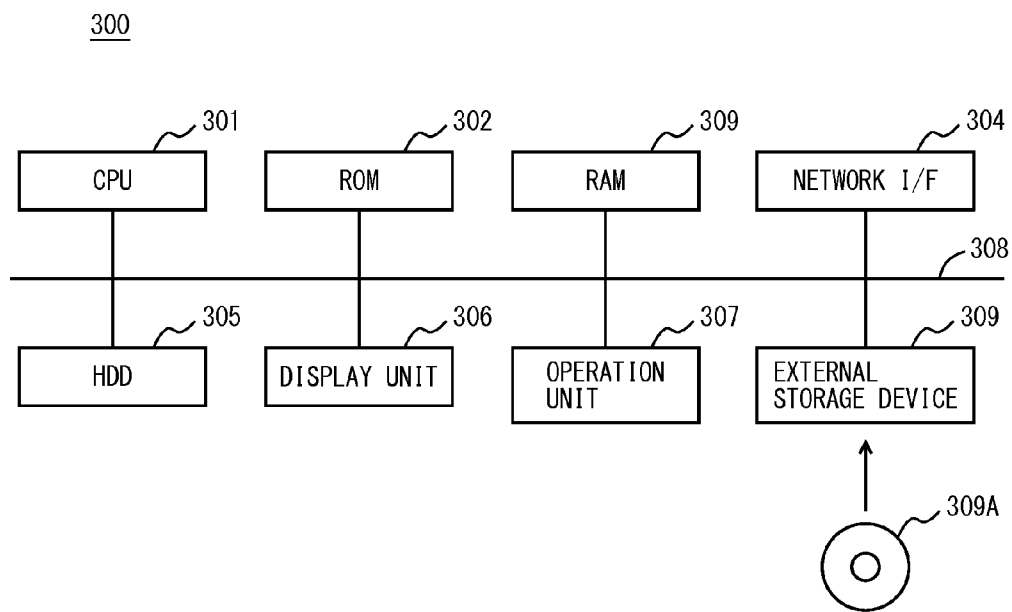 300
301
302
309
304
CPU
ROM
RAM
NETWORK I/F
308
305
306
307
309
HDD
DISPLAY UNIT
OPERATION
UNIT
EXTERNAL
STORAGE DEVICE
309A